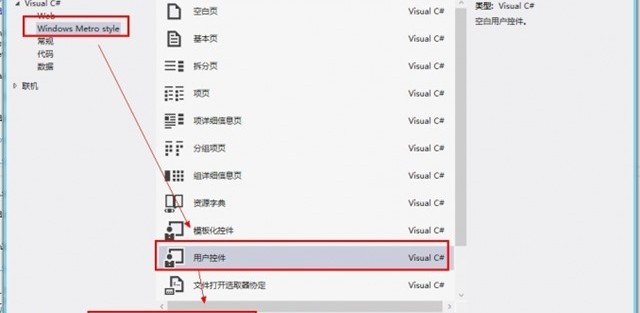 Visual C#
Web
Windows Metro style
常规
代码
数据
联机
空白页 Visual C#
基本页 Visual C#
拆分页 Visual C#
项页 Visual C#
项详细信息页 Visual C#
分组项页 Visual C#
组详细信息页 Visual C#
资源字典 Visual C#
模板化控件 Visual C#
用户控件 Visual C#
文件打开选取器协定 Visual C#
类型: Visual C#
空白用户控件。